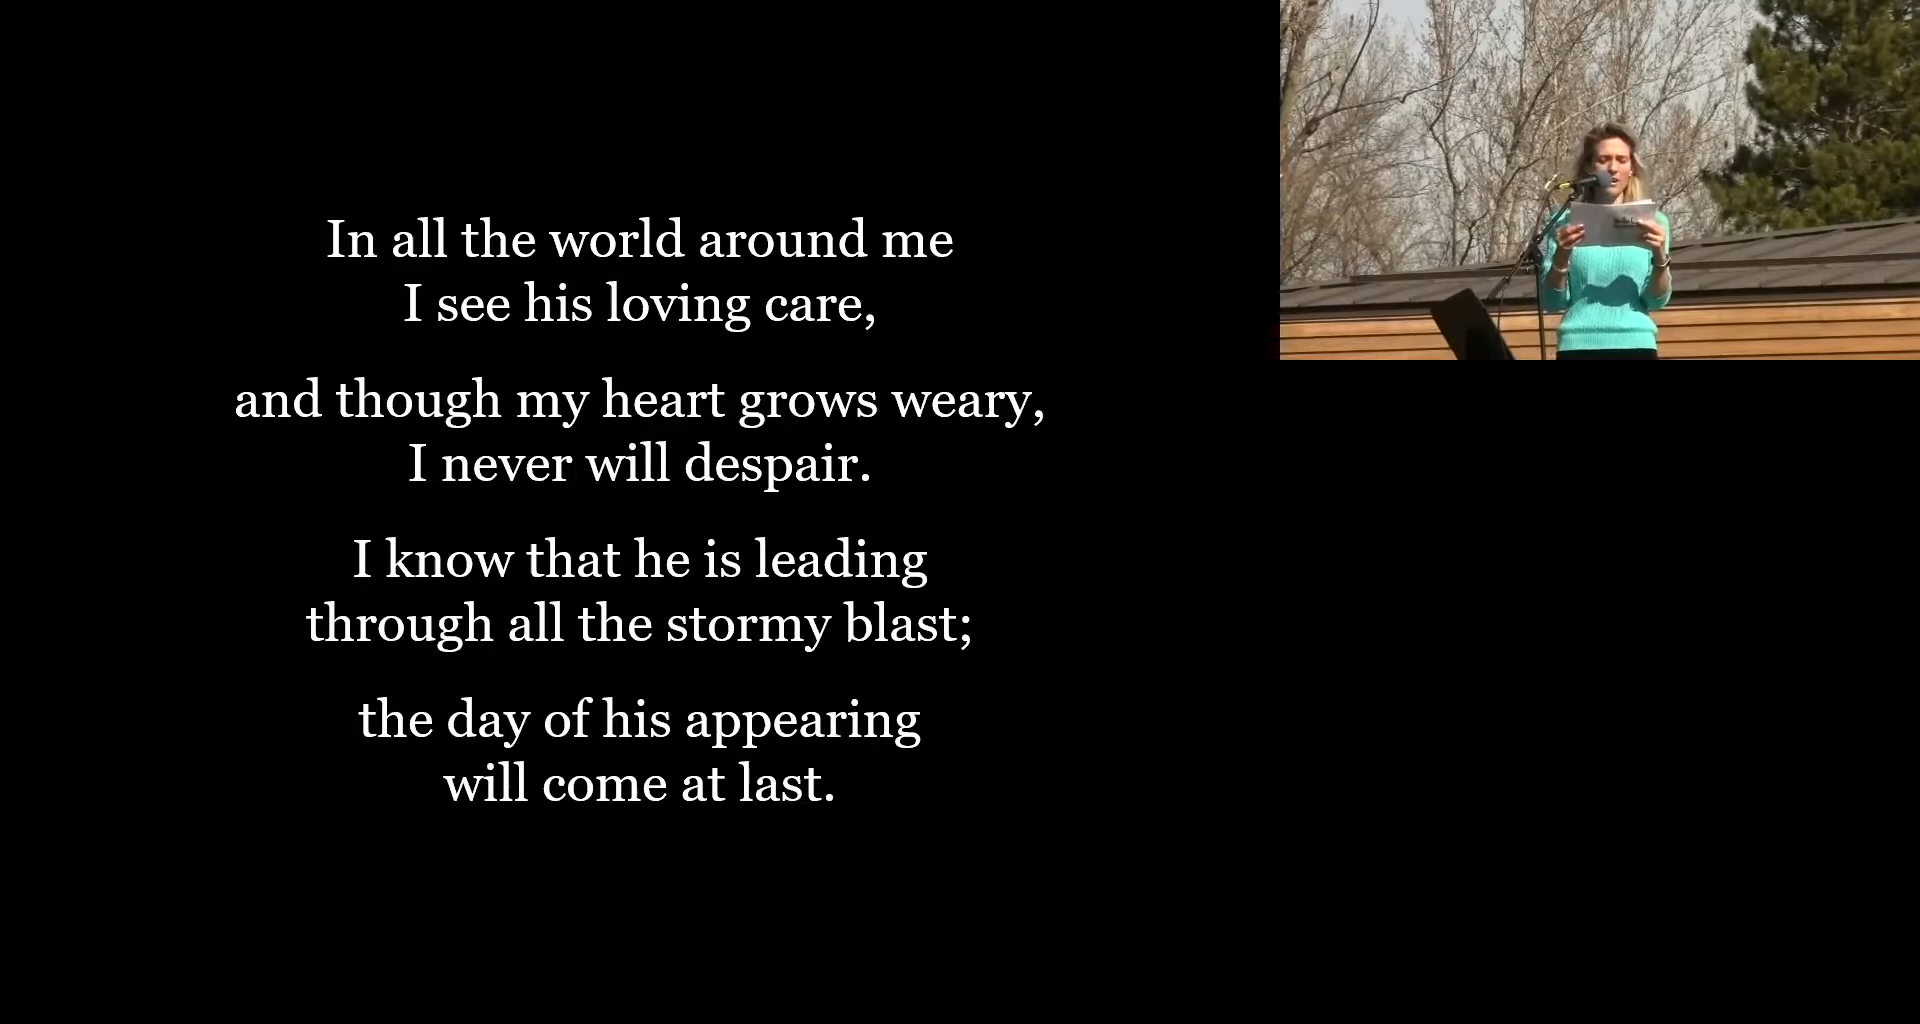 In all the world around me
I see his loving care,
and though my heart grows weary,
I never will despair.
I know that he is leading
through all the stormy blast;
the day of his appearing
will come at last.